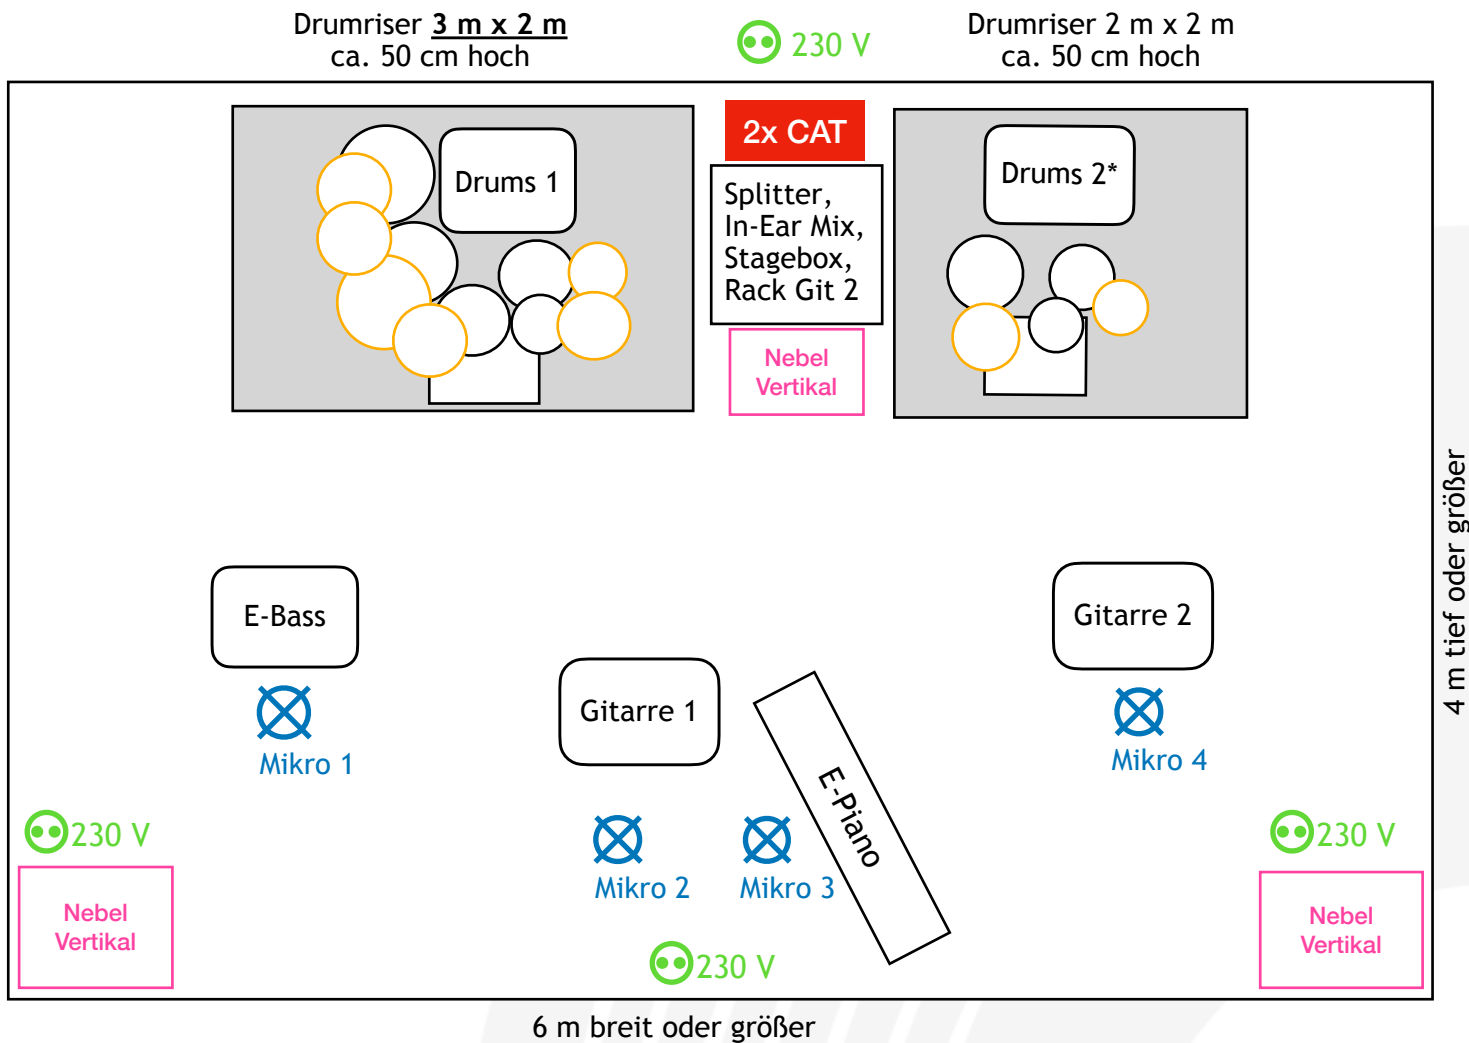 Drumriser 3 m x 2 m
ca. 50 cm hoch
230 V
Drumriser 2 m x 2 m
ca. 50 cm hoch
2x CAT
Drums 1
Splitter,
In-Ear Mix,
Stagebox,
Rack Git 2
Drums 2*
Nebel
Vertikal
4 m tief oder größer
E-Bass
Gitarre 2
Gitarre 1
Mikro 1
Mikro 4
E-Piano
230 V
230 V
Mikro 2
Mikro 3
Nebel
Vertikal
Nebel
Vertikal
230 V
6 m breit oder größer